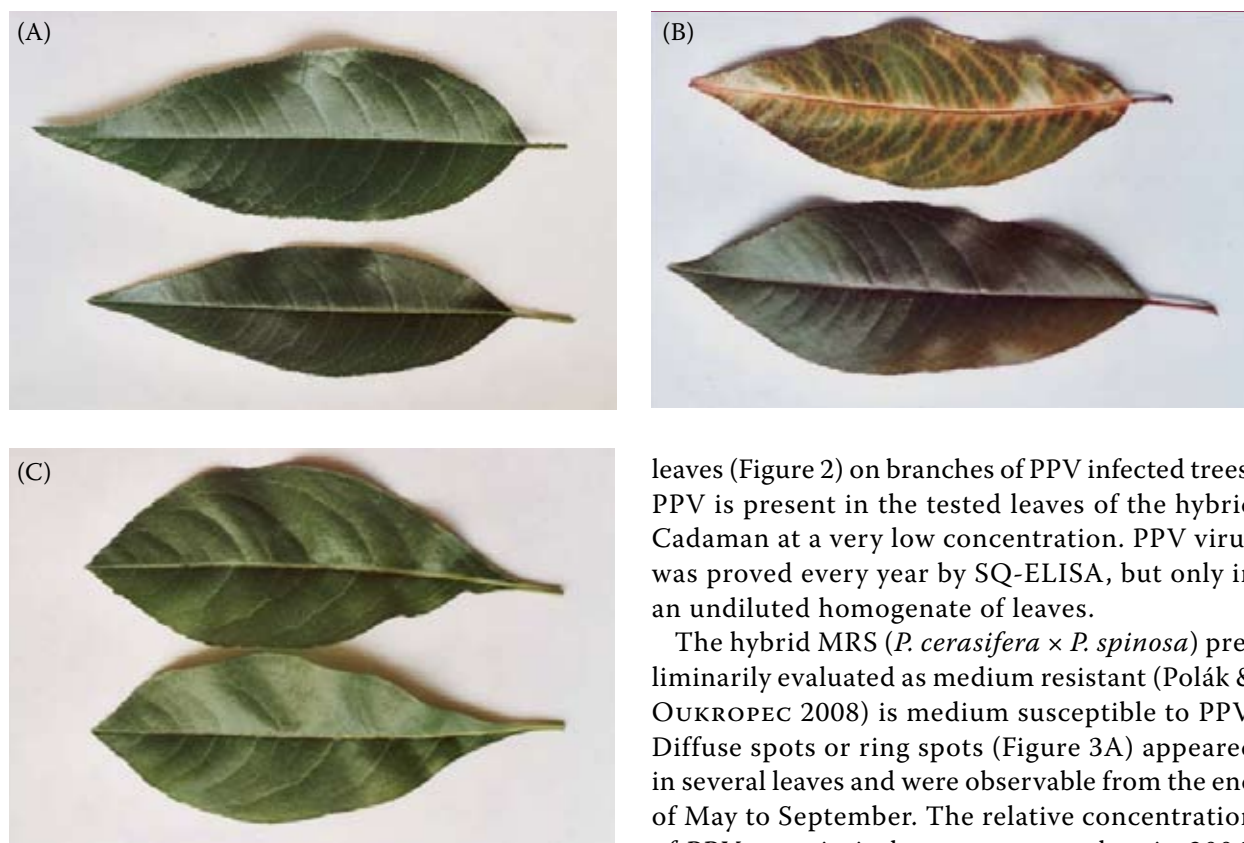 (A)
(B)
(C)
leaves (Figure 2) on branches of PPV infected trees
PPV is present in the tested leaves of the hybri
Cadaman at a very low concentration. PPV viru
was proved every year by SQ-ELISA, but only in
an undiluted homogenate of leaves.
The hybrid MRS (P. cerasifera × P. spinosa) pre
liminarily evaluated as medium resistant (Polák &
Oukropec 2008) is medium susceptible to PPV
Diffuse spots or ring spots (Figure 3A) appeared
in several leaves and were observable from the en
of May to September. The relative concentration